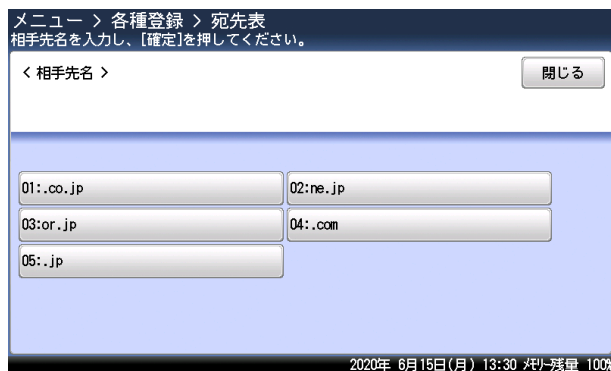 メニュー > 各種登録 > 宛先表
相手先名を入力し、[確定]を押してください。
< 相手先名 >
閉じる
01:.co.jp
02:ne.jp
03:or.jp
04:.com
05:.jp
2020年 6月15日(月) 13:30 ﾒﾓﾘｰ残量 100%